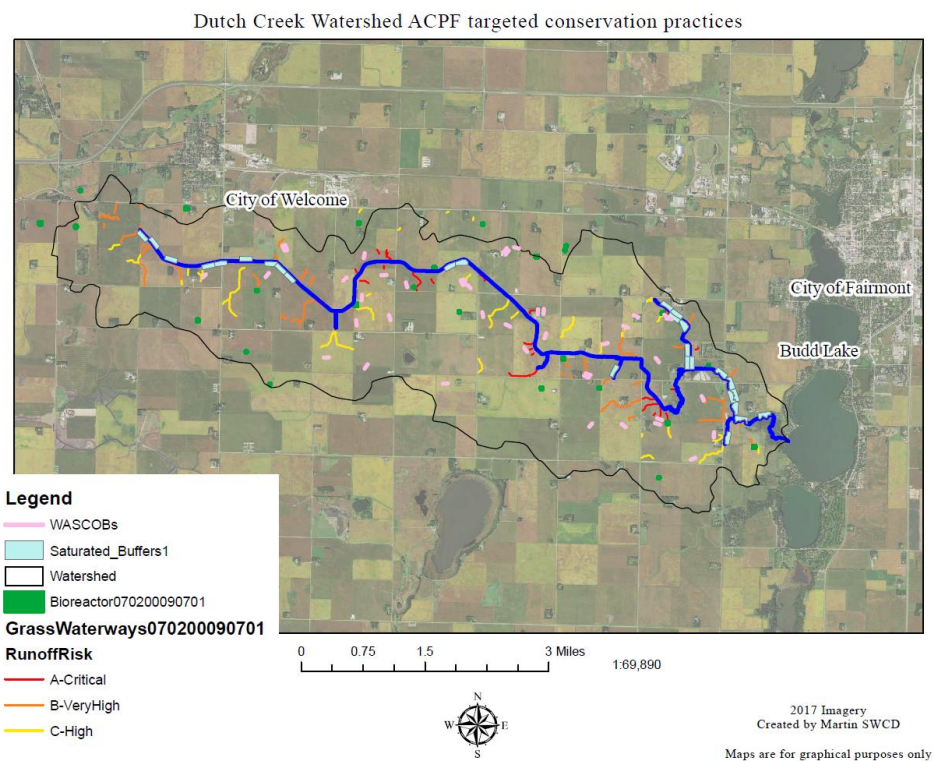 Dutch Creek Watershed ACPF targeted conservation practices
City of Welcome
City of Fairmont
Budd Lake
Legend
WASCOBs
Saturated_Buffers1
Watershed
Bioreactor070200090701
GrassWaterways070200090701
RunoffRisk
A-Critical
B-VeryHigh
C-High
0 0.75 1.5 3 Miles
1:69,890
N
W E
S
2017 Imagery
Created by Martin SWCD
Maps are for graphical purposes only